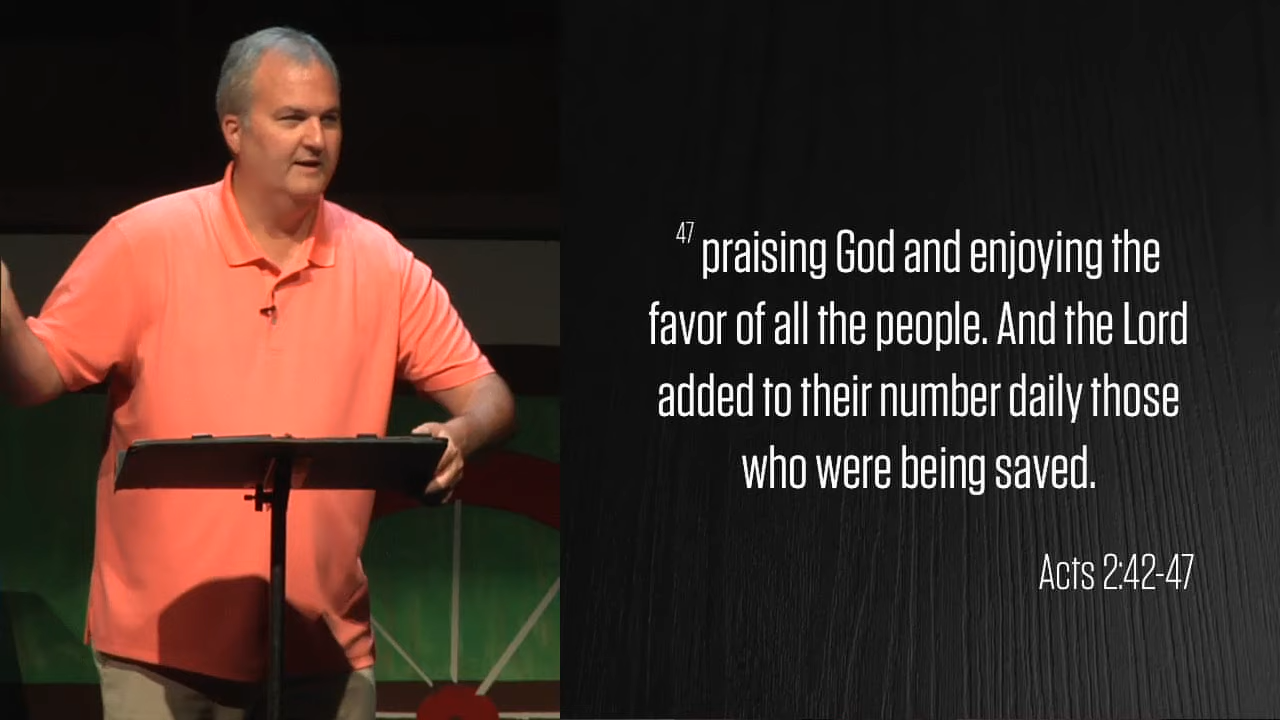 47 praising God and enjoying the
favor of all the people. And the Lord
added to their number daily those
who were being saved.
Acts 2:42-47